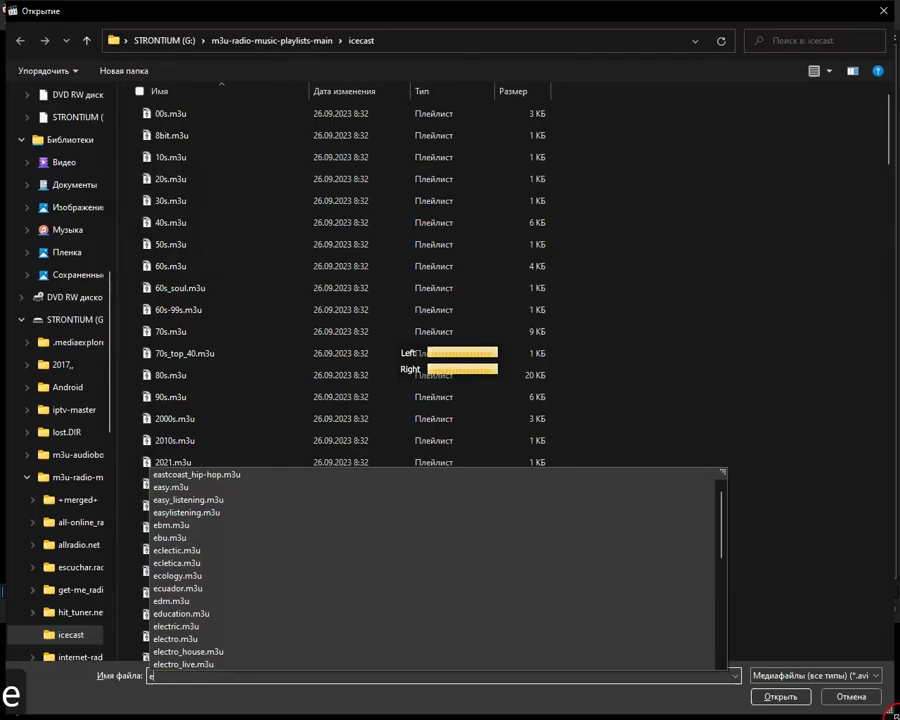 Открытие
STRONTIUM (G:) › m3u-radio-music-playlists-main › icecast
Поиск в: icecast
Упорядочить Новая папка
Имя Дата изменения Тип Размер
DVD RW диск
STRONTIUM (
Библиотеки
Видео
Документы
Изображени
Музыка
Пленка
Сохраненны
DVD RW диско
STRONTIUM (G
.mediaexplore
2017,,
Android
iptv-master
lost.DIR
m3u-audiobo
m3u-radio-m
+merged+
all-online_ra
allradio.net
escuchar.ra
get-me_radi
hit_tuner.ne
icecast
internet-rad
00s.m3u 26.09.2023 8:32 Плейлист 3 КБ
8bit.m3u 26.09.2023 8:32 Плейлист 1 КБ
10s.m3u 26.09.2023 8:32 Плейлист 1 КБ
20s.m3u 26.09.2023 8:32 Плейлист 1 КБ
30s.m3u 26.09.2023 8:32 Плейлист 1 КБ
40s.m3u 26.09.2023 8:32 Плейлист 6 КБ
50s.m3u 26.09.2023 8:32 Плейлист 1 КБ
60s.m3u 26.09.2023 8:32 Плейлист 4 КБ
60s_soul.m3u 26.09.2023 8:32 Плейлист 1 КБ
60s-99s.m3u 26.09.2023 8:32 Плейлист 1 КБ
70s.m3u 26.09.2023 8:32 Плейлист 9 КБ
70s_top_40.m3u 26.09.2023 8:32 Плейлист 1 КБ
80s.m3u 26.09.2023 8:32 Плейлист 20 КБ
90s.m3u 26.09.2023 8:32 Плейлист 6 КБ
2000s.m3u 26.09.2023 8:32 Плейлист 3 КБ
2010s.m3u 26.09.2023 8:32 Плейлист 1 КБ
2021.m3u 26.09.2023 8:32 Плейлист 1 КБ
Left
Right
eastcoast_hip-hop.m3u
easy.m3u
easy_listening.m3u
easylistening.m3u
ebm.m3u
ebu.m3u
eclectic.m3u
ecletica.m3u
ecology.m3u
ecuador.m3u
edm.m3u
education.m3u
electric.m3u
electro.m3u
electro_house.m3u
electro_live.m3u
Имя файла: e
Медиафайлы (все типы) (*.avi
Открыть Отмена
e